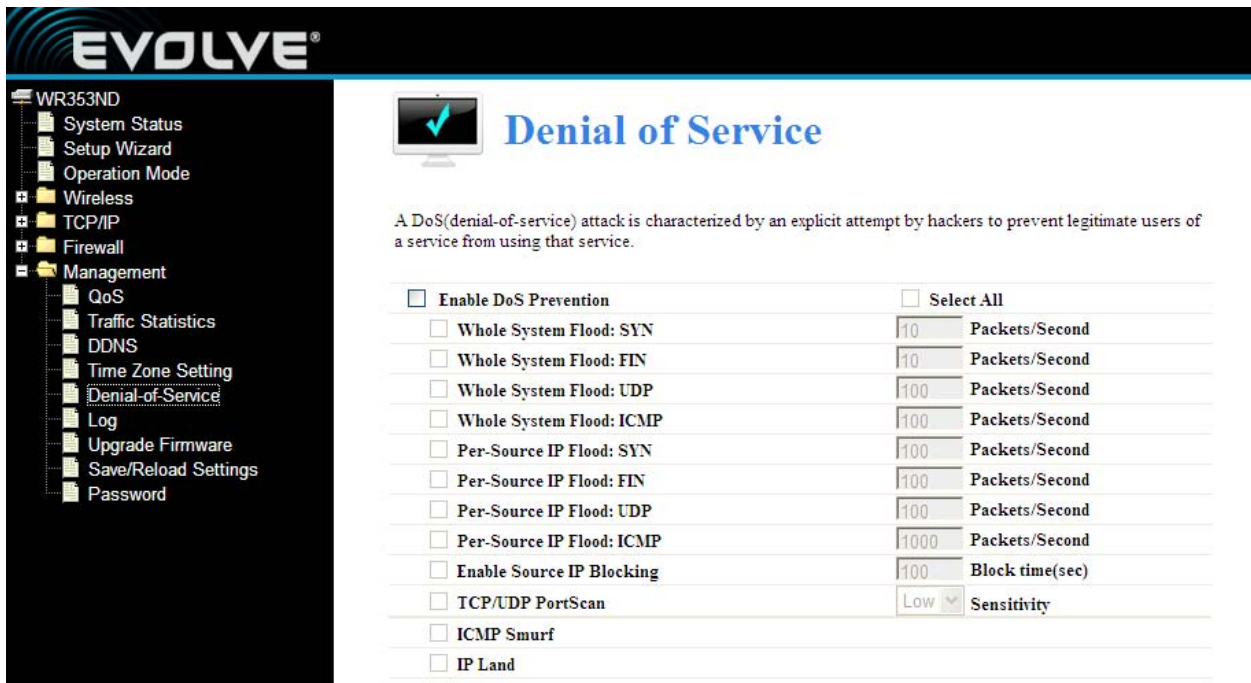 EVOLVE®
WR353ND
System Status
Setup Wizard
Operation Mode
Wireless
TCP/IP
Firewall
Management
QoS
Traffic Statistics
DDNS
Time Zone Setting
Denial-of-Service
Log
Upgrade Firmware
Save/Reload Settings
Password
Denial of Service
A DoS(denial-of-service) attack is characterized by an explicit attempt by hackers to prevent legitimate users of
a service from using that service.
Enable DoS Prevention Select All
Whole System Flood: SYN 10 Packets/Second
Whole System Flood: FIN 10 Packets/Second
Whole System Flood: UDP 100 Packets/Second
Whole System Flood: ICMP 100 Packets/Second
Per-Source IP Flood: SYN 100 Packets/Second
Per-Source IP Flood: FIN 100 Packets/Second
Per-Source IP Flood: UDP 100 Packets/Second
Per-Source IP Flood: ICMP 1000 Packets/Second
Enable Source IP Blocking 100 Block time(sec)
TCP/UDP PortScan Low Sensitivity
ICMP Smurf
IP Land